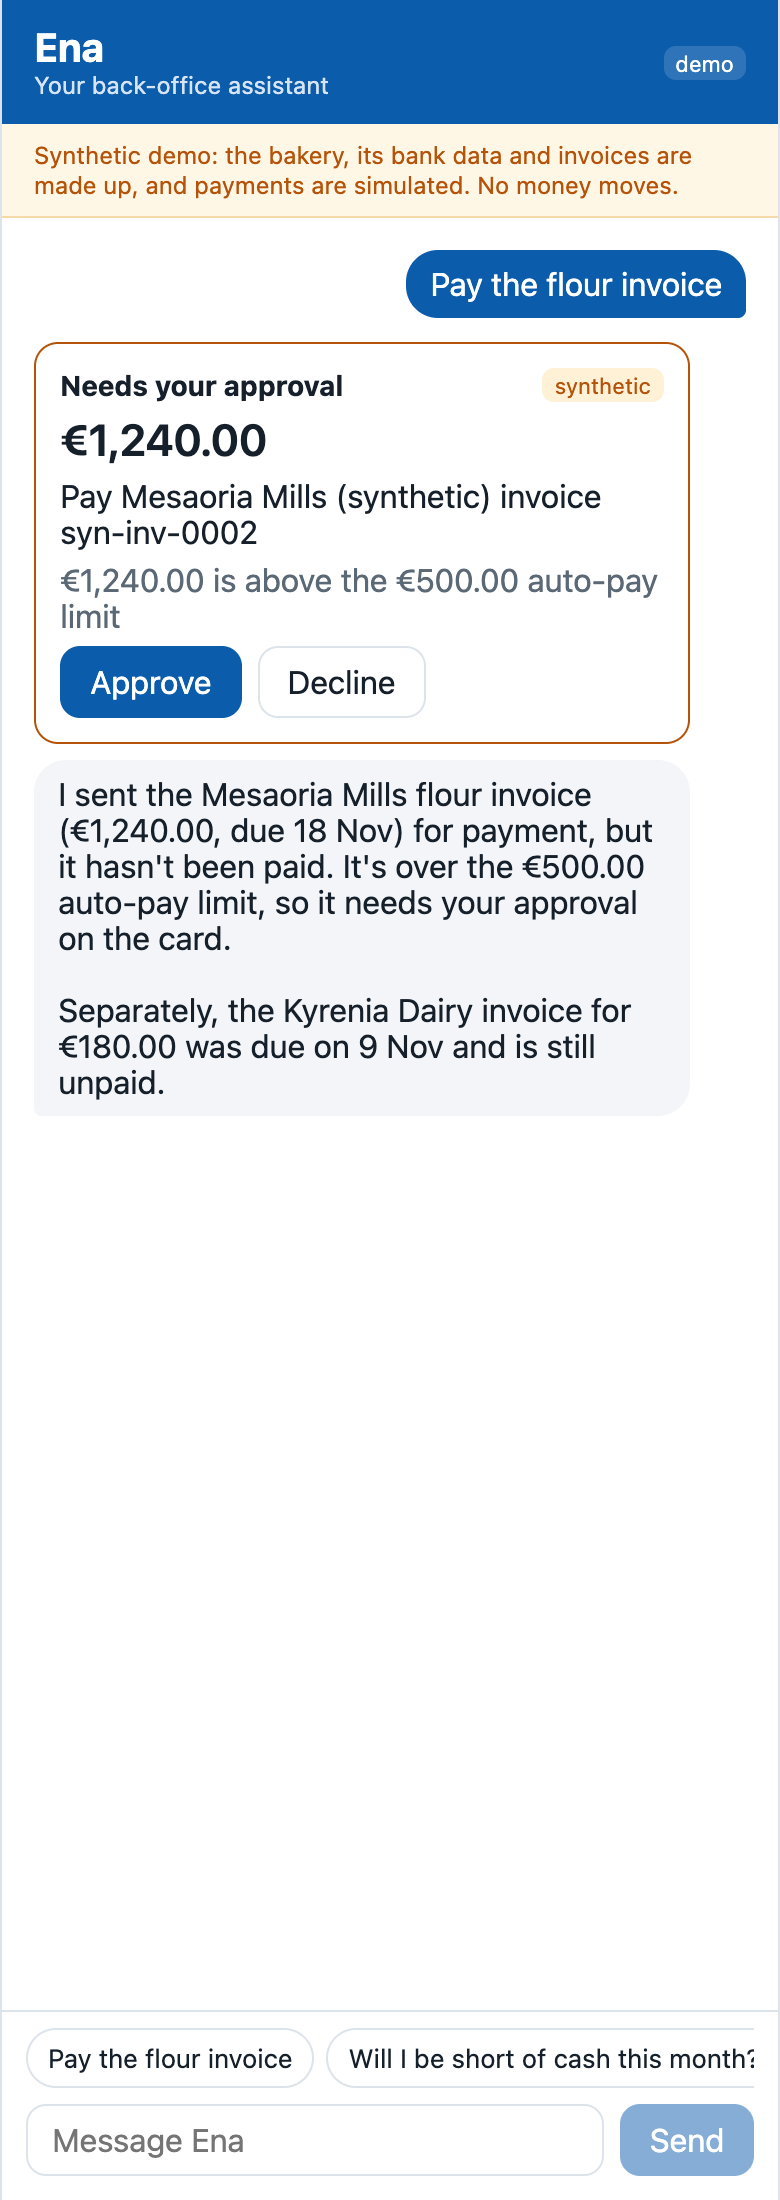 Ena
Your back-office assistant
demo
Synthetic demo: the bakery, its bank data and invoices are
made up, and payments are simulated. No money moves.
Pay the flour invoice
Needs your approval
synthetic
€1,240.00
Pay Mesaoria Mills (synthetic) invoice
syn-inv-0002
€1,240.00 is above the €500.00 auto-pay
limit
Approve
Decline
I sent the Mesaoria Mills flour invoice
(€1,240.00, due 18 Nov) for payment, but
it hasn't been paid. It's over the €500.00
auto-pay limit, so it needs your approval
on the card.
Separately, the Kyrenia Dairy invoice for
€180.00 was due on 9 Nov and is still
unpaid.
Pay the flour invoice
Will I be short of cash this month?
Message Ena
Send